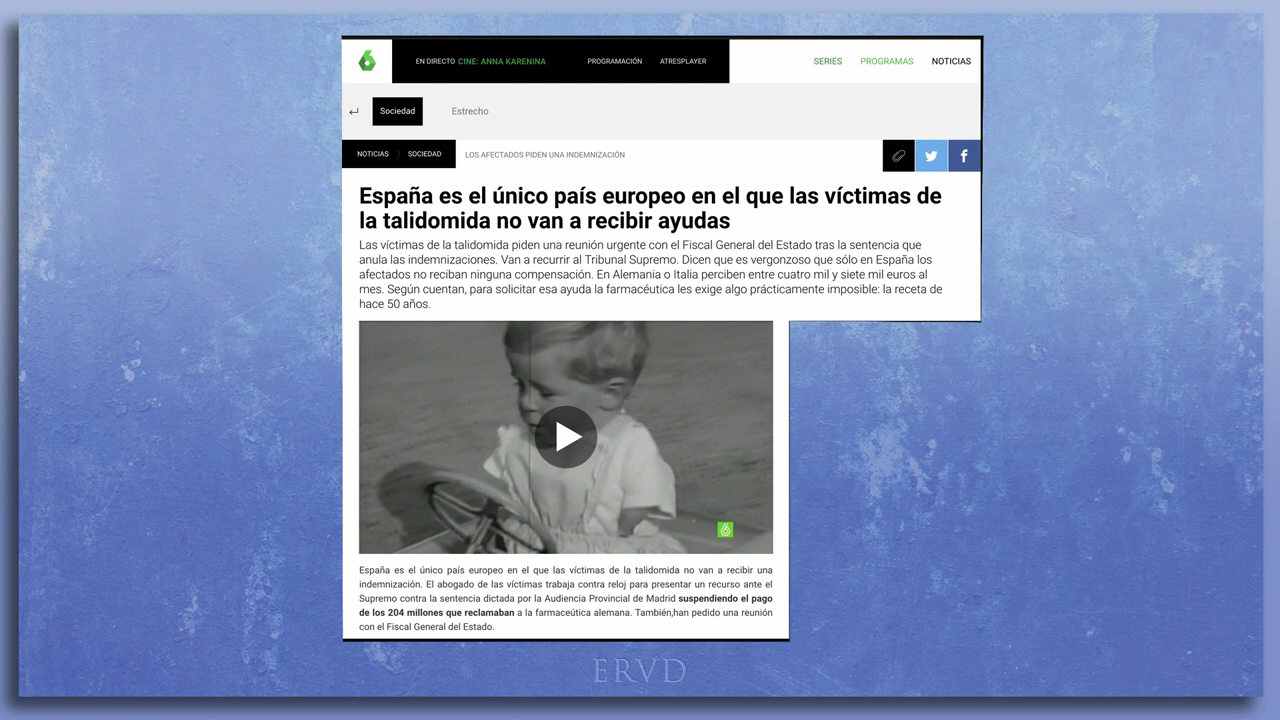 EN DIRECTO CINE: ANNA KARENINA PROGRAMACIÓN ATRESPLAYER SERIES PROGRAMAS NOTICIAS
Sociedad Estrecho
NOTICIAS SOCIEDAD LOS AFECTADOS PIDEN UNA INDEMNIZACIÓN
España es el único país europeo en el que las víctimas de
la talidomida no van a recibir ayudas
Las víctimas de la talidomida piden una reunión urgente con el Fiscal General del Estado tras la sentencia que
anula las indemnizaciones. Van a recurrir al Tribunal Supremo. Dicen que es vergonzoso que sólo en España los
afectados no reciban ninguna compensación. En Alemania o Italia perciben entre cuatro mil y siete mil euros al
mes. Según cuentan, para solicitar esa ayuda la farmacéutica les exige algo prácticamente imposible: la receta de
hace 50 años.
España es el único país europeo en el que las víctimas de la talidomida no van a recibir una
indemnización. El abogado de las víctimas trabaja contra reloj para presentar un recurso ante el
Supremo contra la sentencia dictada por la Audiencia Provincial de Madrid suspendiendo el pago
de los 204 millones que reclamaban a la farmaceútica alemana. También,han pedido una reunión
con el Fiscal General del Estado.
ERVD